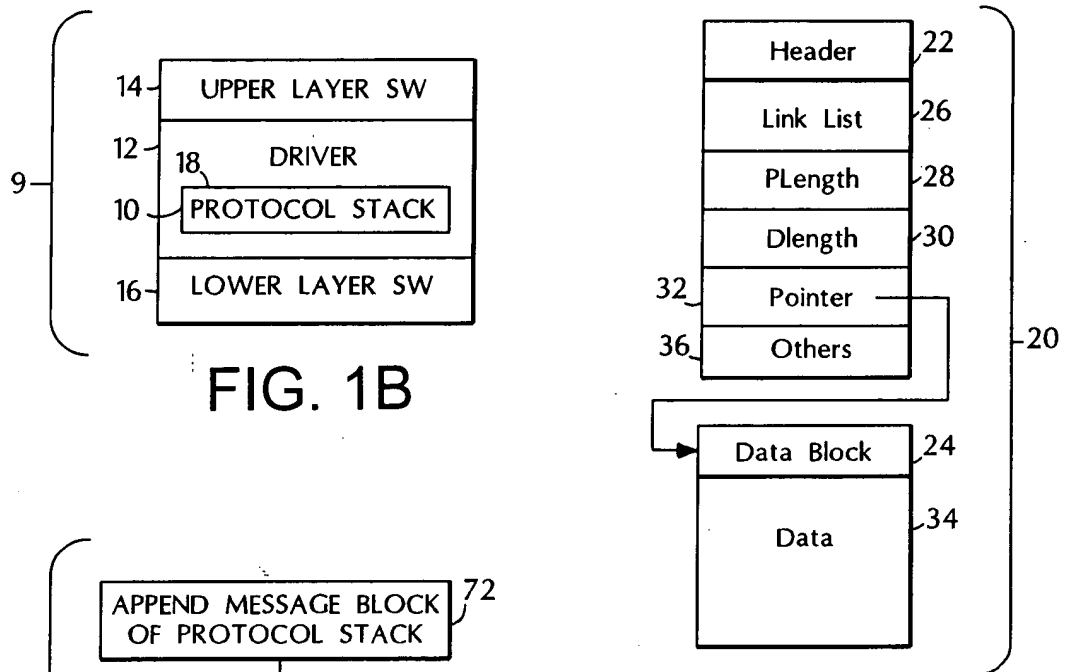 9
14
UPPER LAYER SW
12
DRIVER
18
10
PROTOCOL STACK
16
LOWER LAYER SW
FIG. 1B
Header
22
Link List
26
PLength
28
Dlength
30
32
Pointer
36
Others
20
Data Block
24
Data
34
APPEND MESSAGE BLOCK
OF PROTOCOL STACK
72